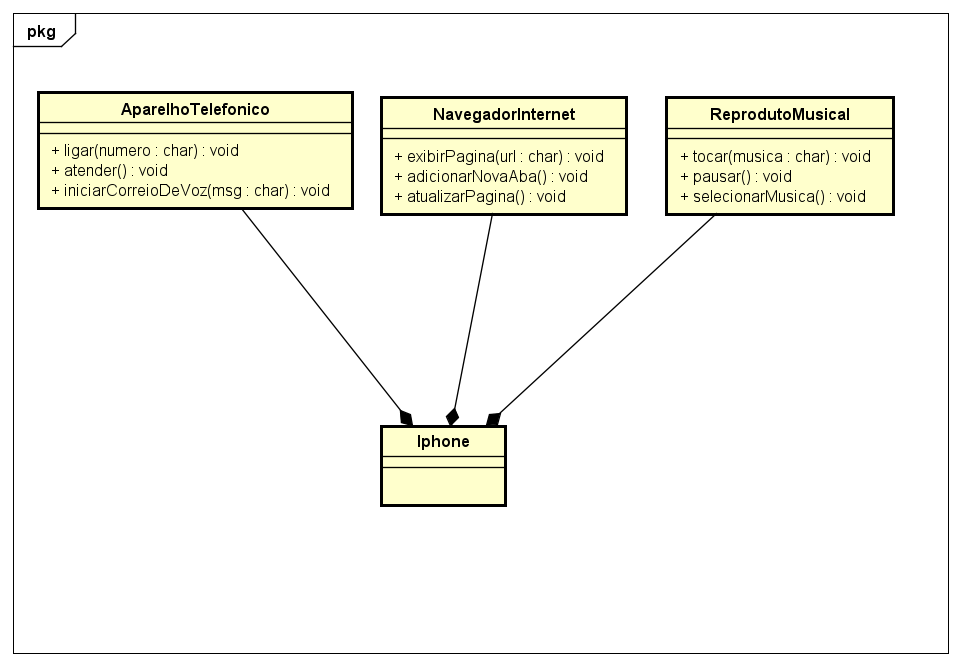 pkg
AparelhoTelefonico
+ ligar(numero : char) : void
+ atender() : void
+ iniciarCorreioDeVoz(msg : char) : void
NavegadorInternet
+ exibirPagina(url : char) : void
+ adicionarNovaAba() : void
+ atualizarPagina() : void
ReprodutoMusical
+ tocar(musica : char) : void
+ pausar() : void
+ selecionarMusica() : void
Iphone